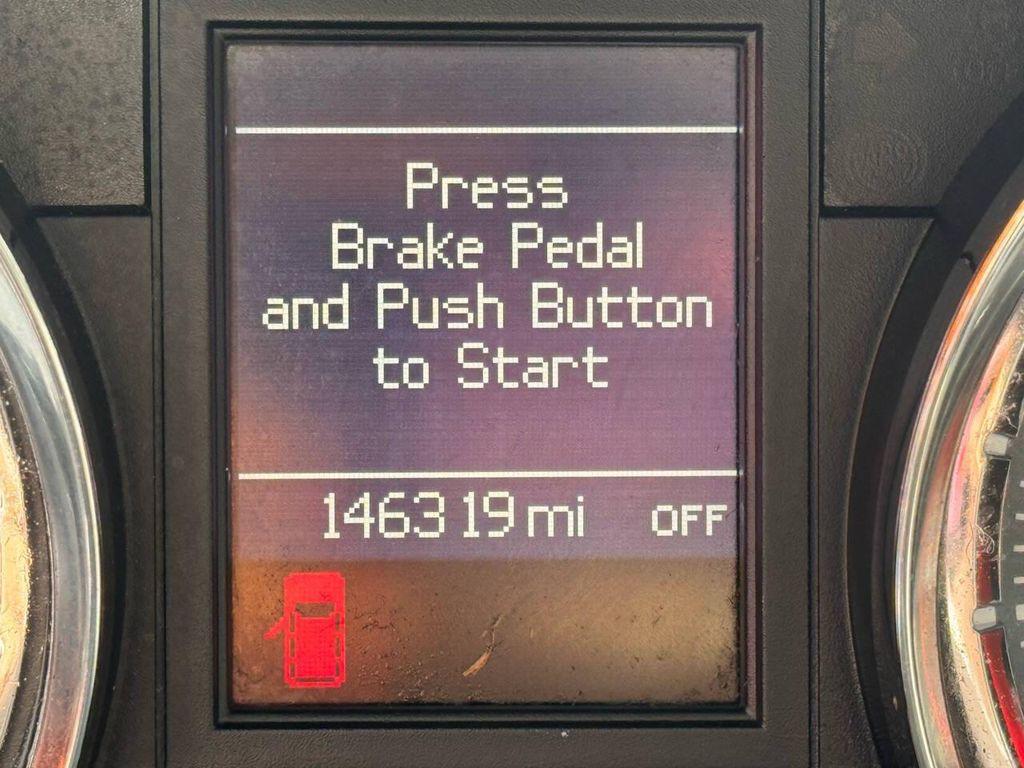 Press
Brake Pedal
and Push Button
to Start
146319 mi OFF